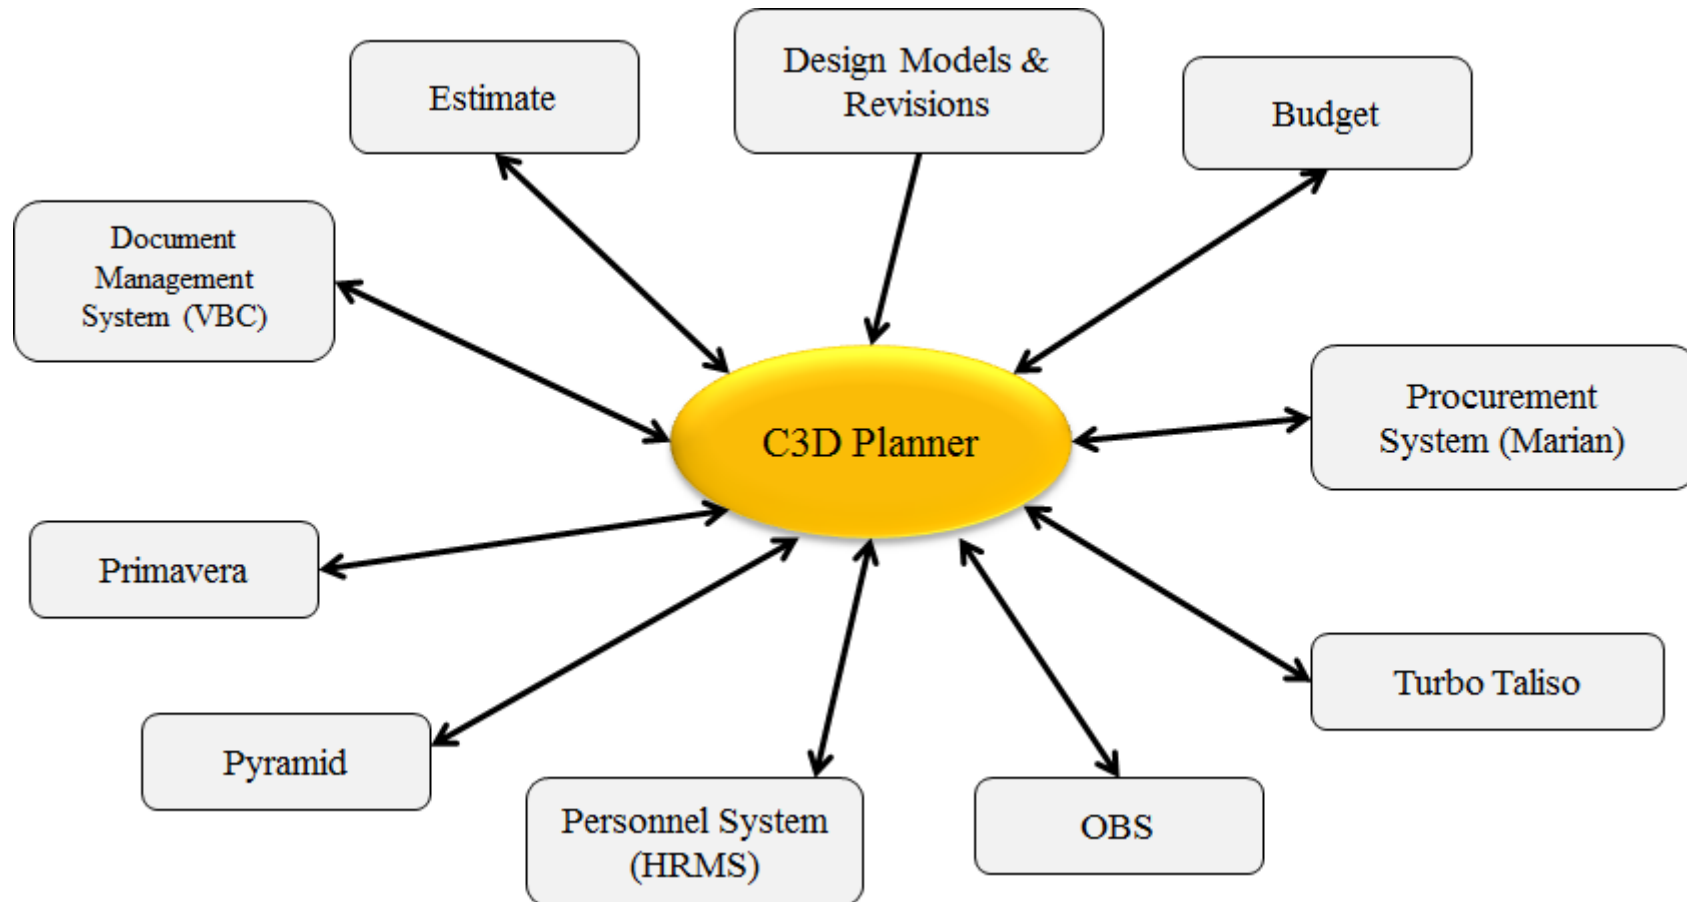 Design Models &
Revisions
Estimate
Budget
Document
Management
System (VBC)
Procurement
System (Marian)
C3D Planner
Primavera
Turbo Taliso
Pyramid
Personnel System
(HRMS)
OBS